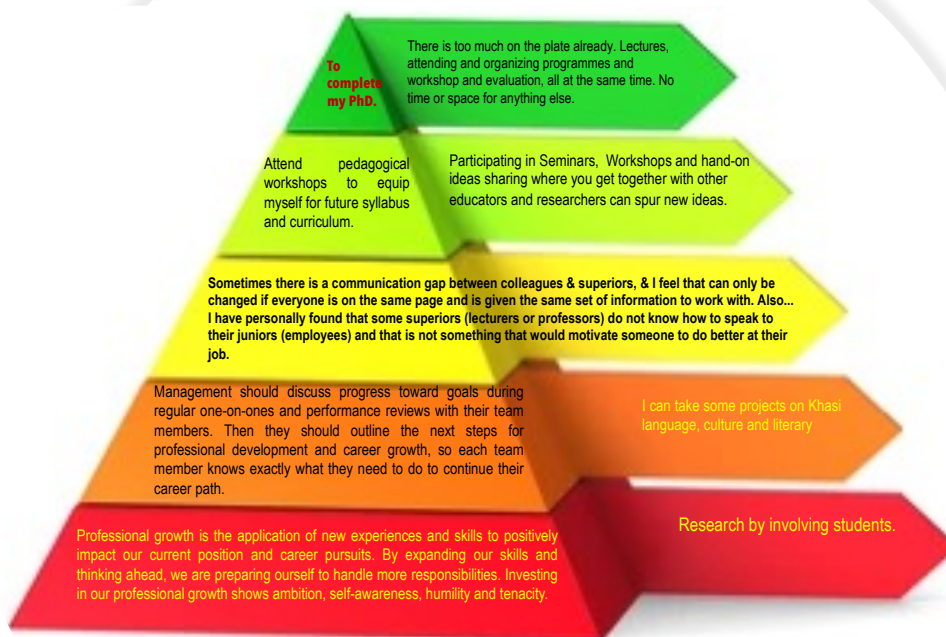 To
complete
my PhD.
There is too much on the plate already. Lectures,
attending and organizing programmes and
workshop and evaluation, all at the same time. No
time or space for anything else.
Attend pedagogical
workshops to equip
myself for future syllabus
and curriculum.
Participating in Seminars, Workshops and hand-on
ideas sharing where you get together with other
educators and researchers can spur new ideas.
Sometimes there is a communication gap between colleagues & superiors, & I feel that can only be
changed if everyone is on the same page and is given the same set of information to work with. Also...
I have personally found that some superiors (lecturers or professors) do not know how to speak to
their juniors (employees) and that is not something that would motivate someone to do better at their
job.
Management should discuss progress toward goals during
regular one-on-ones and performance reviews with their team
members. Then they should outline the next steps for
professional development and career growth, so each team
member knows exactly what they need to do to continue their
career path.
I can take some projects on Khasi
language, culture and literary
Professional growth is the application of new experiences and skills to positively
impact our current position and career pursuits. By expanding our skills and
thinking ahead, we are preparing ourself to handle more responsibilities. Investing
in our professional growth shows ambition, self-awareness, humility and tenacity.
Research by involving students.